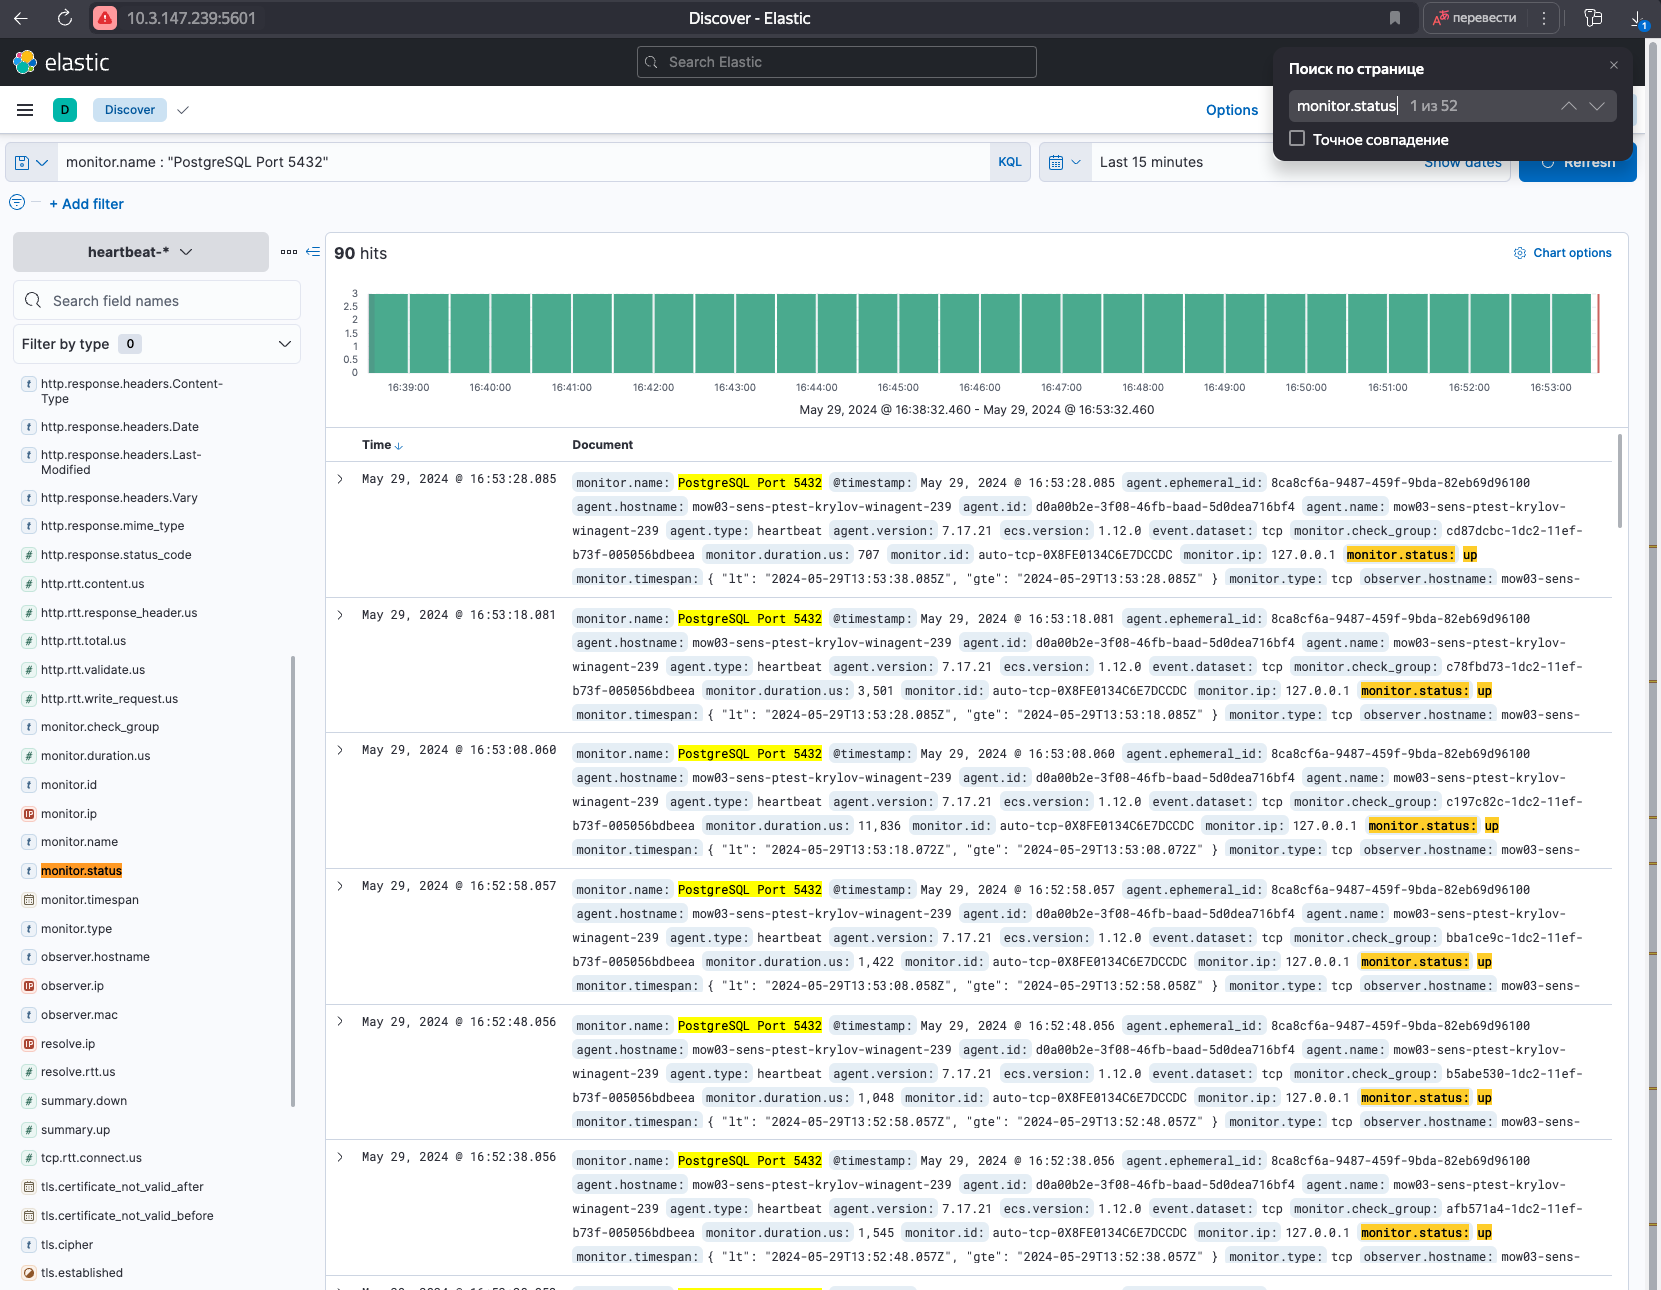 10.3.147.239:5601
Discover - Elastic
перевести
1
elastic
Search Elastic
Поиск по странице
monitor.status 1 из 52
Точное совпадение
D
Discover
Options
monitor.name : "PostgreSQL Port 5432"
KQL
Last 15 minutes
Show dates
Refresh
+ Add filter
heartbeat-*
Search field names
Filter by type 0
http.response.headers.Content-
Type
http.response.headers.Date
http.response.headers.Last-
Modified
http.response.headers.Vary
http.response.mime_type
http.response.status_code
http.rtt.content.us
http.rtt.response_header.us
http.rtt.total.us
http.rtt.validate.us
http.rtt.write_request.us
monitor.check_group
monitor.duration.us
monitor.id
monitor.ip
monitor.name
monitor.status
monitor.timespan
monitor.type
observer.hostname
observer.ip
observer.mac
resolve.ip
resolve.rtt.us
summary.down
summary.up
tcp.rtt.connect.us
tls.certificate_not_valid_after
tls.certificate_not_valid_before
tls.cipher
tls.established
90 hits
Chart options
3
2.5
2
1.5
1
0.5
0
16:39:00 16:40:00 16:41:00 16:42:00 16:43:00 16:44:00 16:45:00 16:46:00 16:47:00 16:48:00 16:49:00 16:50:00 16:51:00 16:52:00 16:53:00
May 29, 2024 @ 16:38:32.460 - May 29, 2024 @ 16:53:32.460
Time Document
May 29, 2024 @ 16:53:28.085 monitor.name: PostgreSQL Port 5432 @timestamp: May 29, 2024 @ 16:53:28.085 agent.ephemeral_id: 8ca8cf6a-9487-459f-9bda-82eb69d96100
agent.hostname: mow03-sens-ptest-krylov-winagent-239 agent.id: d0a00b2e-3f08-46fb-baad-5d0dea716bf4 agent.name: mow03-sens-ptest-krylov-
winagent-239 agent.type: heartbeat agent.version: 7.17.21 ecs.version: 1.12.0 event.dataset: tcp monitor.check_group: cd87dcbc-1dc2-11ef-
b73f-005056bdbeea monitor.duration.us: 707 monitor.id: auto-tcp-0X8FE0134C6E7DCCDC monitor.ip: 127.0.0.1 monitor.status: up
monitor.timespan: { "lt": "2024-05-29T13:53:38.085Z", "gte": "2024-05-29T13:53:28.085Z" } monitor.type: tcp observer.hostname: mow03-sens-
May 29, 2024 @ 16:53:18.081 monitor.name: PostgreSQL Port 5432 @timestamp: May 29, 2024 @ 16:53:18.081 agent.ephemeral_id: 8ca8cf6a-9487-459f-9bda-82eb69d96100
agent.hostname: mow03-sens-ptest-krylov-winagent-239 agent.id: d0a00b2e-3f08-46fb-baad-5d0dea716bf4 agent.name: mow03-sens-ptest-krylov-
winagent-239 agent.type: heartbeat agent.version: 7.17.21 ecs.version: 1.12.0 event.dataset: tcp monitor.check_group: c78fbd73-1dc2-11ef-
b73f-005056bdbeea monitor.duration.us: 3,501 monitor.id: auto-tcp-0X8FE0134C6E7DCCDC monitor.ip: 127.0.0.1 monitor.status: up
monitor.timespan: { "lt": "2024-05-29T13:53:28.085Z", "gte": "2024-05-29T13:53:18.085Z" } monitor.type: tcp observer.hostname: mow03-sens-
May 29, 2024 @ 16:53:08.060 monitor.name: PostgreSQL Port 5432 @timestamp: May 29, 2024 @ 16:53:08.060 agent.ephemeral_id: 8ca8cf6a-9487-459f-9bda-82eb69d96100
agent.hostname: mow03-sens-ptest-krylov-winagent-239 agent.id: d0a00b2e-3f08-46fb-baad-5d0dea716bf4 agent.name: mow03-sens-ptest-krylov-
winagent-239 agent.type: heartbeat agent.version: 7.17.21 ecs.version: 1.12.0 event.dataset: tcp monitor.check_group: c197c82c-1dc2-11ef-
b73f-005056bdbeea monitor.duration.us: 11,836 monitor.id: auto-tcp-0X8FE0134C6E7DCCDC monitor.ip: 127.0.0.1 monitor.status: up
monitor.timespan: { "lt": "2024-05-29T13:53:18.072Z", "gte": "2024-05-29T13:53:08.072Z" } monitor.type: tcp observer.hostname: mow03-sens-
May 29, 2024 @ 16:52:58.057 monitor.name: PostgreSQL Port 5432 @timestamp: May 29, 2024 @ 16:52:58.057 agent.ephemeral_id: 8ca8cf6a-9487-459f-9bda-82eb69d96100
agent.hostname: mow03-sens-ptest-krylov-winagent-239 agent.id: d0a00b2e-3f08-46fb-baad-5d0dea716bf4 agent.name: mow03-sens-ptest-krylov-
winagent-239 agent.type: heartbeat agent.version: 7.17.21 ecs.version: 1.12.0 event.dataset: tcp monitor.check_group: bba1ce9c-1dc2-11ef-
b73f-005056bdbeea monitor.duration.us: 1,422 monitor.id: auto-tcp-0X8FE0134C6E7DCCDC monitor.ip: 127.0.0.1 monitor.status: up
monitor.timespan: { "lt": "2024-05-29T13:53:08.058Z", "gte": "2024-05-29T13:52:58.058Z" } monitor.type: tcp observer.hostname: mow03-sens-
May 29, 2024 @ 16:52:48.056 monitor.name: PostgreSQL Port 5432 @timestamp: May 29, 2024 @ 16:52:48.056 agent.ephemeral_id: 8ca8cf6a-9487-459f-9bda-82eb69d96100
agent.hostname: mow03-sens-ptest-krylov-winagent-239 agent.id: d0a00b2e-3f08-46fb-baad-5d0dea716bf4 agent.name: mow03-sens-ptest-krylov-
winagent-239 agent.type: heartbeat agent.version: 7.17.21 ecs.version: 1.12.0 event.dataset: tcp monitor.check_group: b5abe530-1dc2-11ef-
b73f-005056bdbeea monitor.duration.us: 1,048 monitor.id: auto-tcp-0X8FE0134C6E7DCCDC monitor.ip: 127.0.0.1 monitor.status: up
monitor.timespan: { "lt": "2024-05-29T13:52:58.057Z", "gte": "2024-05-29T13:52:48.057Z" } monitor.type: tcp observer.hostname: mow03-sens-
May 29, 2024 @ 16:52:38.056 monitor.name: PostgreSQL Port 5432 @timestamp: May 29, 2024 @ 16:52:38.056 agent.ephemeral_id: 8ca8cf6a-9487-459f-9bda-82eb69d96100
agent.hostname: mow03-sens-ptest-krylov-winagent-239 agent.id: d0a00b2e-3f08-46fb-baad-5d0dea716bf4 agent.name: mow03-sens-ptest-krylov-
winagent-239 agent.type: heartbeat agent.version: 7.17.21 ecs.version: 1.12.0 event.dataset: tcp monitor.check_group: afb571a4-1dc2-11ef-
b73f-005056bdbeea monitor.duration.us: 1,545 monitor.id: auto-tcp-0X8FE0134C6E7DCCDC monitor.ip: 127.0.0.1 monitor.status: up
monitor.timespan: { "lt": "2024-05-29T13:52:48.057Z", "gte": "2024-05-29T13:52:38.057Z" } monitor.type: tcp observer.hostname: mow03-sens-